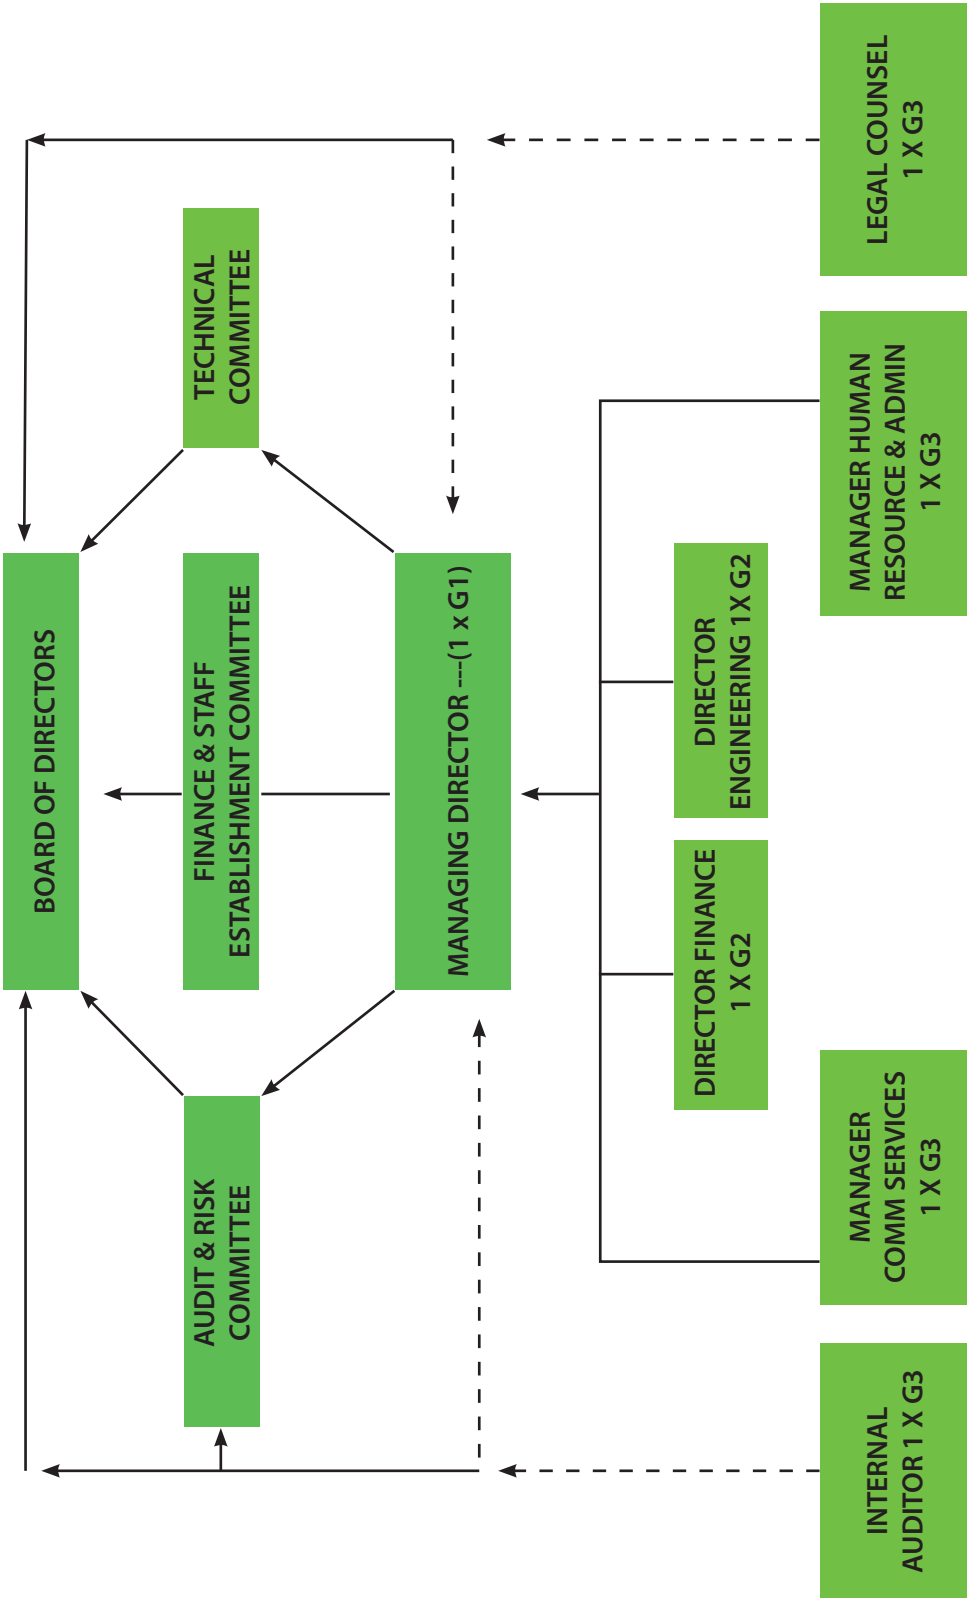 BOARD OF DIRECTORS
AUDIT & RISK
COMMITTEE
FINANCE & STAFF
ESTABLISHMENT COMMITTEE
TECHNICAL
COMMITTEE
MANAGING DIRECTOR ---(1 x G1)
DIRECTOR FINANCE
1 X G2
DIRECTOR
ENGINEERING 1X G2
INTERNAL
AUDITOR 1 X G3
MANAGER
COMM SERVICES
1 X G3
MANAGER HUMAN
RESOURCE & ADMIN
1 X G3
LEGAL COUNSEL
1 X G3